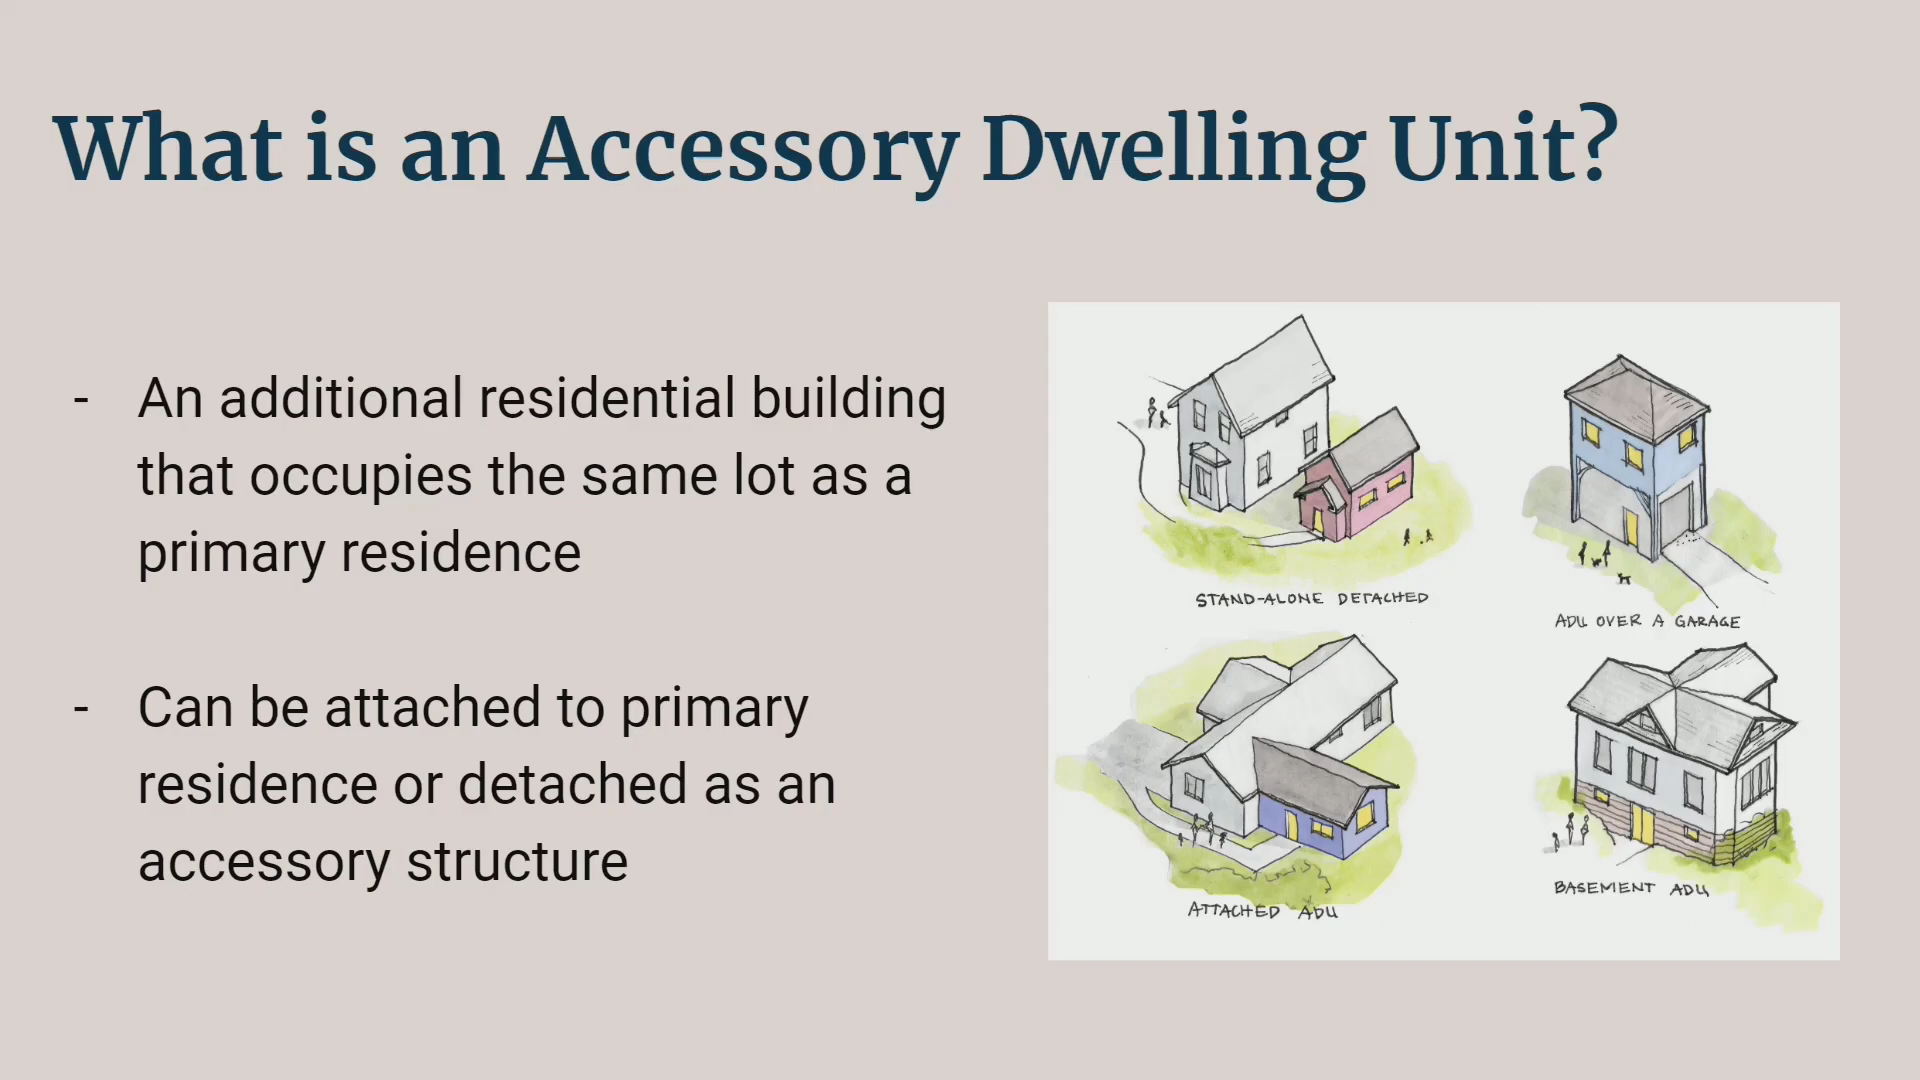 What is an Accessory Dwelling Unit?
- An additional residential building
that occupies the same lot as a
primary residence
- Can be attached to primary
residence or detached as an
accessory structure
STAND-ALONE DETACHED
ADU OVER A GARAGE
ATTACHED ADU
BASEMENT ADU